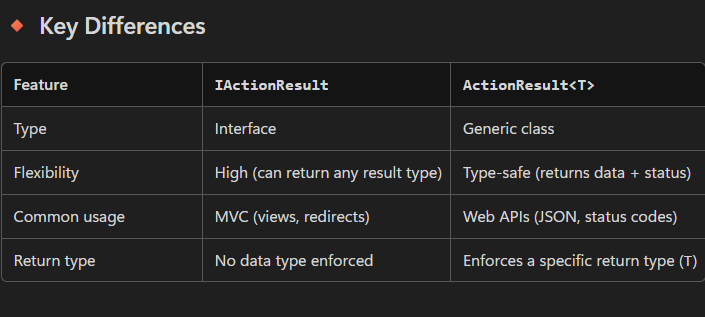 Key Differences
Feature IActionResult ActionResult<T>
Type Interface Generic class
Flexibility High (can return any result type) Type-safe (returns data + status)
Common usage MVC (views, redirects) Web APIs (JSON, status codes)
Return type No data type enforced Enforces a specific return type (T)